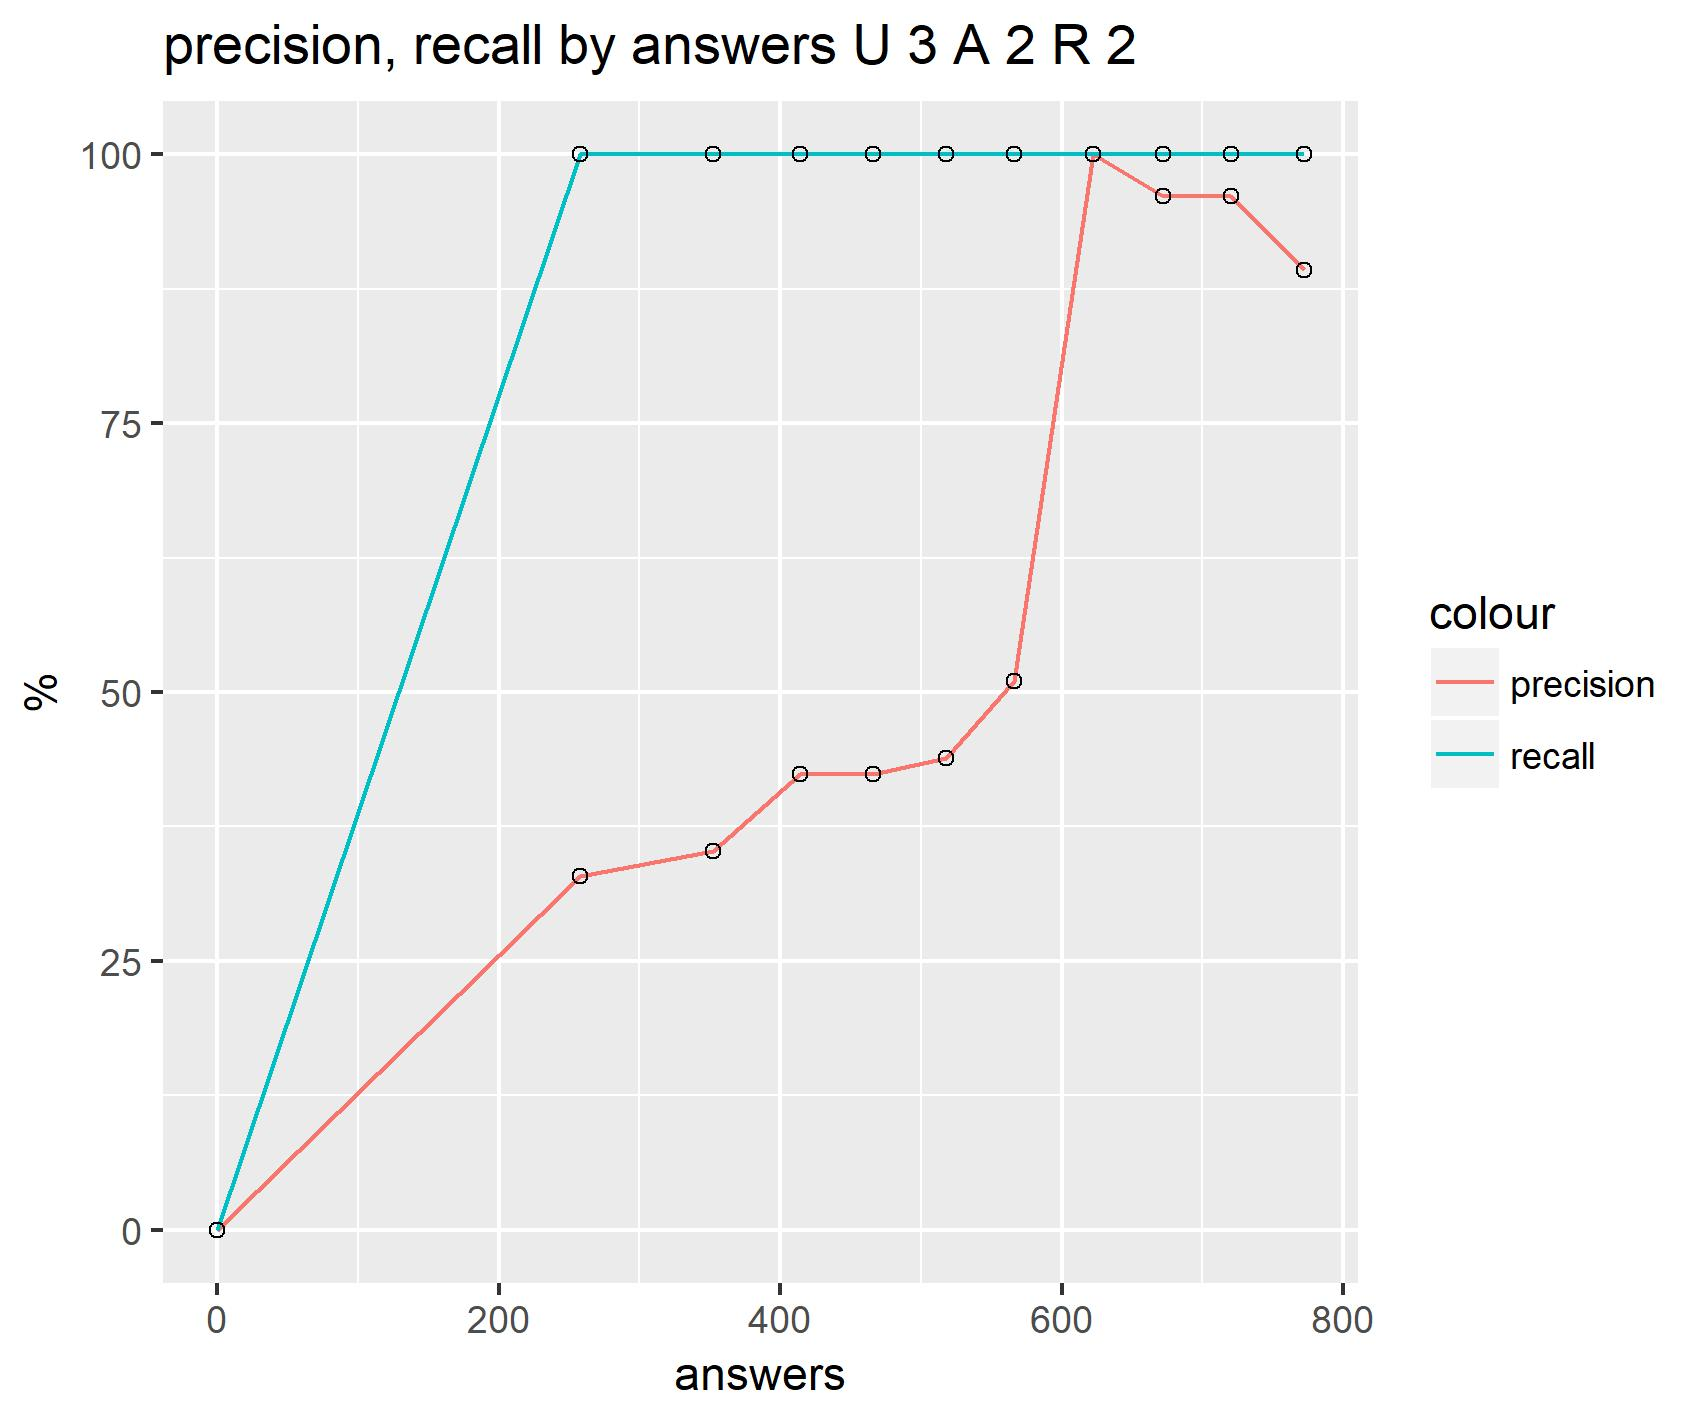 precision, recall by answers U 3 A 2 R 2
100
75
50
25
0
%
0 200 400 600 800
answers
colour
precision
recall